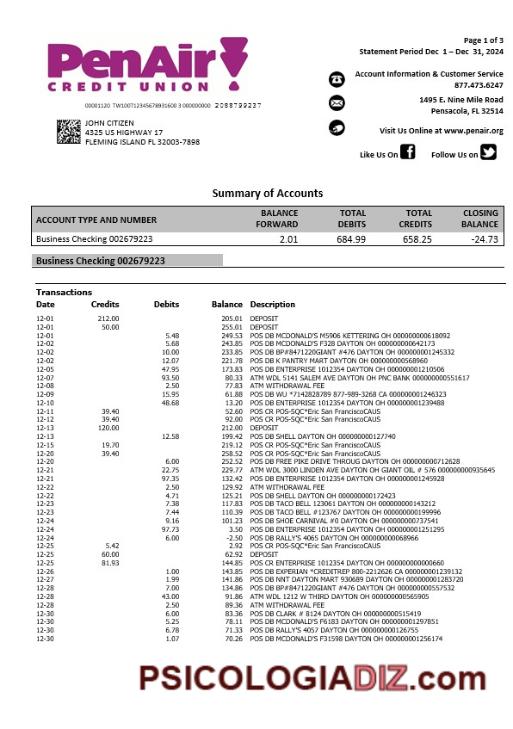 Page 1 of 3
Statement Period Dec 1 – Dec 31, 2024
PenAir
CREDIT UNION
Account Information & Customer Service
877.473.6247
00001120 TW100T12345678931600 3 000000000 2088799237
1495 E. Nine Mile Road
Pensacola, FL 32514
JOHN CITIZEN
4325 US HIGHWAY 17
FLEMING ISLAND FL 32003-7898
Visit Us Online at www.penair.org
Like Us On Follow Us on
Summary of Accounts
ACCOUNT TYPE AND NUMBER BALANCE FORWARD TOTAL DEBITS TOTAL CREDITS CLOSING BALANCE
Business Checking 002679223 2.01 684.99 658.25 -24.73
Business Checking 002679223
Transactions
Date Credits Debits Balance Description
12-01 212.00 205.01 DEPOSIT
12-01 50.00 255.01 DEPOSIT
12-01 5.48 249.53 POS DB MCDONALD'S M5906 KETTERING OH 000000000618092
12-02 5.68 243.85 POS DB MCDONALD'S F328 DAYTON OH 000000000642173
12-02 10.00 233.85 POS DB BP#8471220GIANT #476 DAYTON OH 000000001245332
12-02 12.07 221.78 POS DB KWIK N KOLD MART DAYTON OH 000000000568960
12-05 47.95 173.83 POS DB ENTERPRISE 1012354 DAYTON OH 000000001210506
12-07 93.50 80.33 ATM WDL 5141 SALEM AVE DAYTON OH PNC BANK 000000000551617
12-08 2.50 77.83 ATM WITHDRAWAL FEE
12-09 15.95 61.88 POS DB WU *7142828789 877-989-3268 CA 000000001246323
12-10 48.68 13.20 POS DB ENTERPRISE 1012354 DAYTON OH 000000001239488
12-11 39.40 52.60 POS CR POS-SQC*Eric San FranciscoCAUS
12-12 39.40 92.00 POS CR POS-SQC*Eric San FranciscoCAUS
12-13 120.00 212.00 DEPOSIT
12-13 12.58 199.42 POS DB SHELL DAYTON OH 000000000127740
12-15 19.70 219.12 POS CR POS-SQC*Eric San FranciscoCAUS
12-20 39.40 258.52 POS CR POS-SQC*Eric San FranciscoCAUS
12-20 6.00 252.52 POS DB FREE PIKE DRIVE THROUG DAYTON OH 000000000712628
12-21 22.75 229.77 ATM WDL 3000 LINDEN AVE DAYTON OH GIANT OIL # 576 000000000935645
12-21 97.35 132.42 POS DB ENTERPRISE 1012354 DAYTON OH 000000001245928
12-22 2.50 129.92 ATM WITHDRAWAL FEE
12-22 4.71 125.21 POS DB SHELL DAYTON OH 000000000172423
12-23 7.38 117.83 POS DB TACO BELL 123061 DAYTON OH 000000000143212
12-23 7.44 110.39 POS DB TACO BELL #123767 DAYTON OH 000000000199996
12-24 9.16 101.23 POS DB SHOE CARNIVAL #0 DAYTON OH 000000000737541
12-24 97.73 3.50 POS DB ENTERPRISE 1012354 DAYTON OH 000000001251295
12-24 6.00 -2.50 POS DB RALLY'S 4065 DAYTON OH 000000000068966
12-25 5.42 2.92 POS CR POS-SQC*Eric San FranciscoCAUS
12-25 60.00 62.92 DEPOSIT
12-25 81.93 144.85 POS CR ENTERPRISE 1012354 DAYTON OH 000000000000660
12-26 1.00 143.85 POS DB EXPERIAN *CREDITREP 800-2212626 CA 000000001239132
12-27 1.99 141.86 POS DB NNT DAYTON MART 930689 DAYTON OH 000000001283720
12-28 7.00 134.86 POS DB BP#8471220GIANT #476 DAYTON OH 000000000557532
12-28 43.00 91.86 ATM WDL 1212 W THIRD DAYTON OH 000000000565905
12-28 2.50 89.36 ATM WITHDRAWAL FEE
12-30 6.00 83.36 POS DB CLARK # 8124 DAYTON OH 000000000515419
12-30 5.25 78.11 POS DB MCDONALD'S F6183 DAYTON OH 000000001297851
12-30 6.78 71.33 POS DB RALLY'S 4057 DAYTON OH 000000000126755
12-30 1.07 70.26 POS DB MCDONALD'S F31598 DAYTON OH 000000001256174
PSICOLOGIADIZ.com